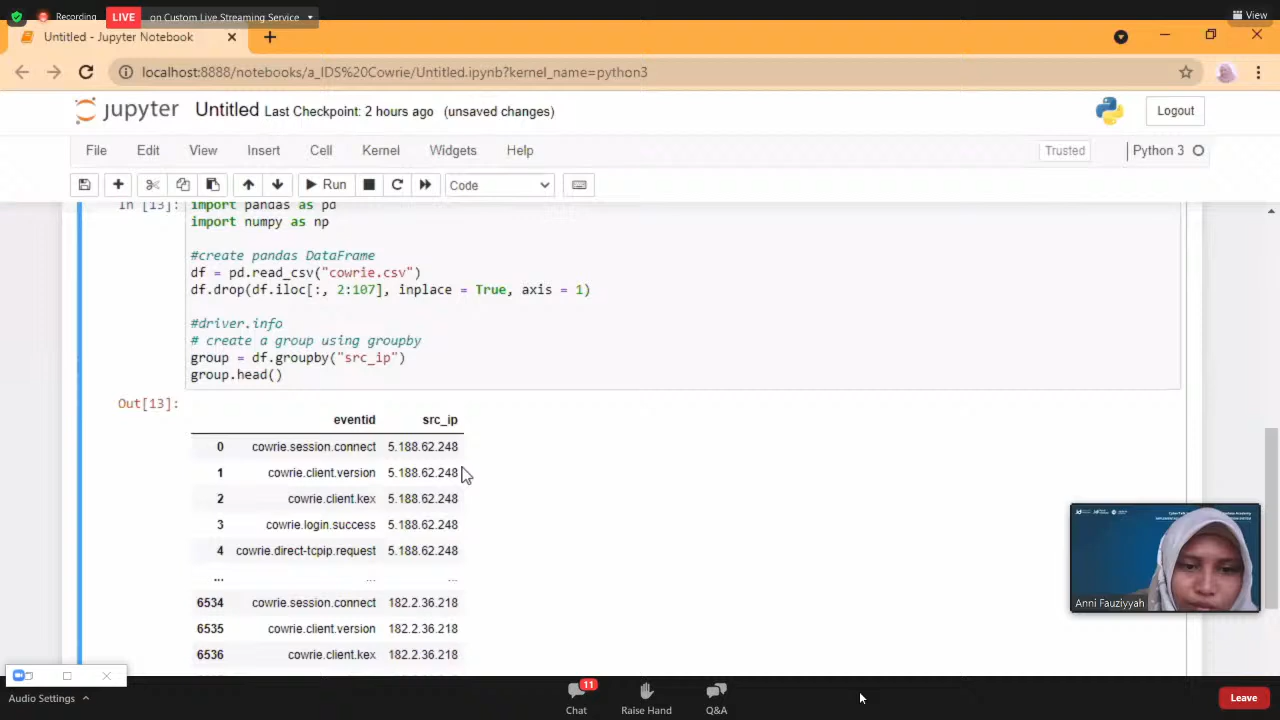 Recording LIVE on Custom Live Streaming Service View
Untitled - Jupyter Notebook
localhost:8888/notebooks/a_IDS%20Cowrie/Untitled.ipynb?kernel_name=python3
jupyter Untitled Last Checkpoint: 2 hours ago (unsaved changes) Logout
File Edit View Insert Cell Kernel Widgets Help Trusted Python 3
Run Code
In [13]: import pandas as pd
import numpy as np
#create pandas DataFrame
df = pd.read_csv("cowrie.csv")
df.drop(df.iloc[:, 2:107], inplace = True, axis = 1)
#driver.info
# create a group using groupby
group = df.groupby("src_ip")
group.head()
Out[13]:
eventid src_ip
0 cowrie.session.connect 5.188.62.248
1 cowrie.client.version 5.188.62.248
2 cowrie.client.kex 5.188.62.248
3 cowrie.login.success 5.188.62.248
4 cowrie.direct-tcpip.request 5.188.62.248
... ... ...
6534 cowrie.session.connect 182.2.36.218
6535 cowrie.client.version 182.2.36.218
6536 cowrie.client.kex 182.2.36.218
Anni Fauziyyah
Audio Settings
11
Chat Raise Hand Q&A Leave